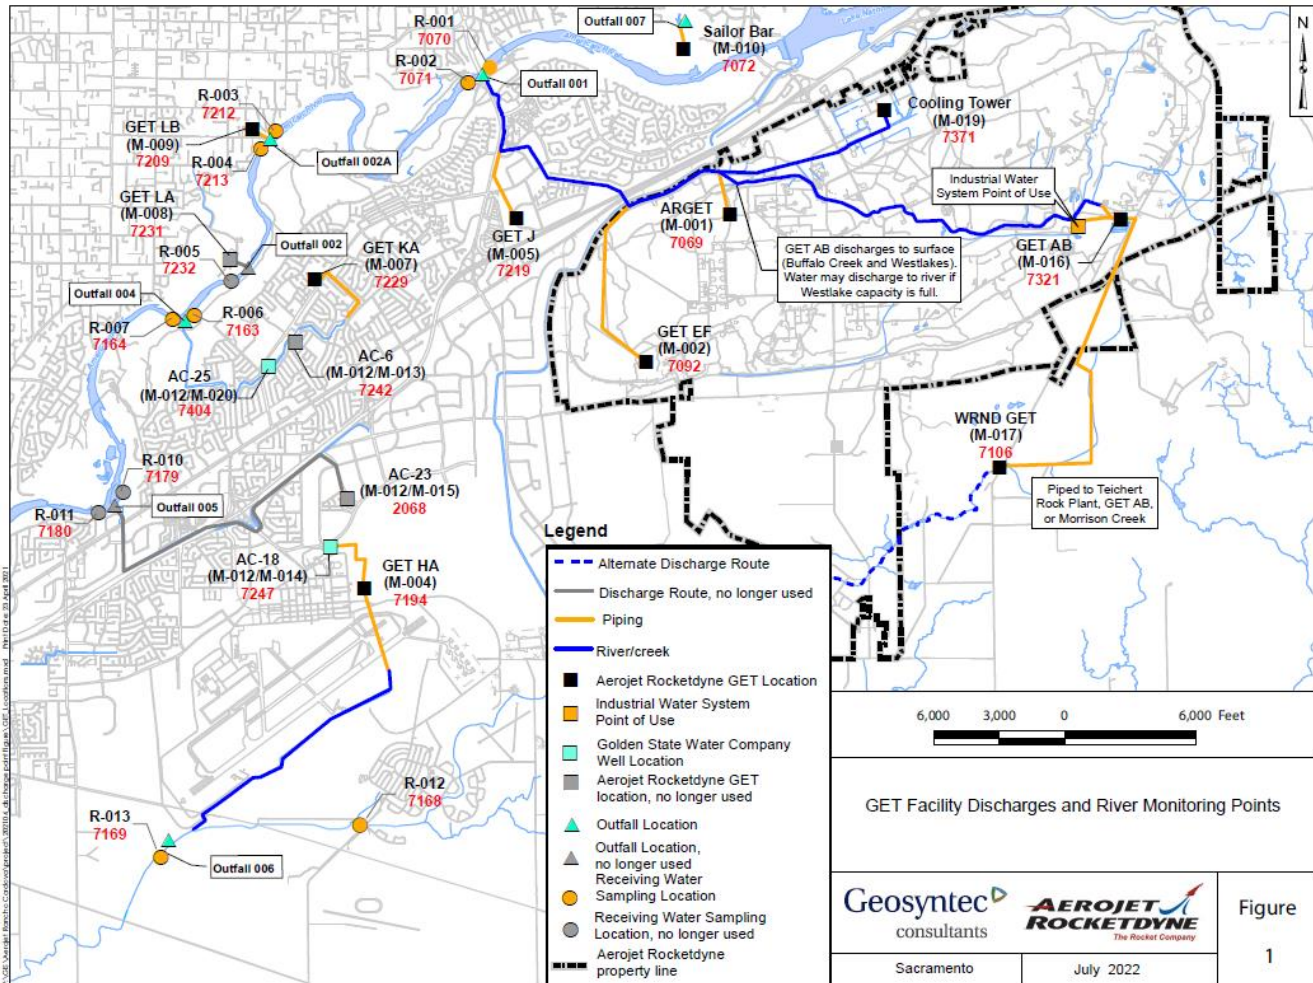 R-001
7070
Outfall 007
Sailor Bar
(M-010)
7072
N
R-002
7071
Outfall 001
R-003
7212
GET LB
(M-009)
7209
R-004
7213
Outfall 002A
Cooling Tower
(M-019)
7371
Industrial Water
System Point of Use
GET LA
(M-008)
7231
R-005
7232
Outfall 002
GET KA
(M-007)
7229
GET J
(M-005)
7219
ARGET
(M-001)
7069
GET AB discharges to surface
(Buffalo Creek and Westlakes).
Water may discharge to river if
Westlake capacity is full.
GET AB
(M-016)
7321
Outfall 004
R-007
7164
R-006
7163
GET EF
(M-002)
7092
AC-6
(M-012/M-013)
7242
AC-25
(M-012/M-020)
7404
WRND GET
(M-017)
7106
R-010
7179
R-011
7180
Outfall 005
AC-23
(M-012/M-015)
2068
Piped to Teichert
Rock Plant, GET AB,
or Morrison Creek
AC-18
(M-012/M-014)
7247
GET HA
(M-004)
7194
R-012
7168
R-013
7169
Outfall 006
Legend
Alternate Discharge Route
Discharge Route, no longer used
Piping
River/creek
Aerojet Rocketdyne GET Location
Industrial Water System
Point of Use
Golden State Water Company
Well Location
Aerojet Rocketdyne GET
location, no longer used
Outfall Location
Outfall Location,
no longer used
Receiving Water
Sampling Location
Receiving Water Sampling
Location, no longer used
Aerojet Rocketdyne
property line
6,000 3,000 0 6,000 Feet
GET Facility Discharges and River Monitoring Points
Geosyntec
consultants
AEROJET
ROCKETDYNE
The Rocket Company
Figure
1
Sacramento
July 2022